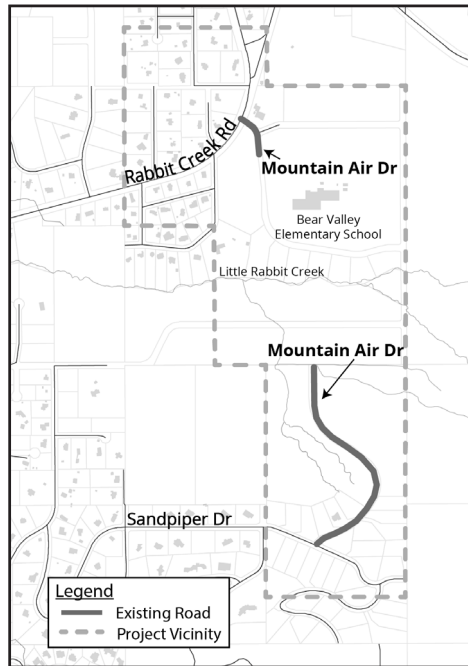 Rabbit Creek Rd
Mountain Air Dr
Bear Valley
Elementary School
Little Rabbit Creek
Mountain Air Dr
Sandpiper Dr
Legend
Existing Road
Project Vicinity